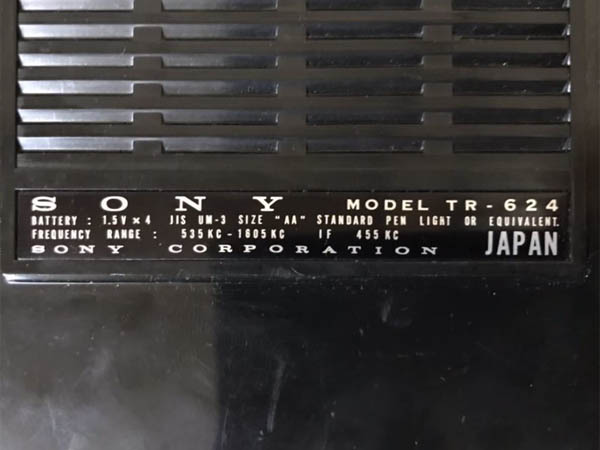 SONY MODEL TR-624
BATTERY : 1.5V × 4 JIS UM-3 SIZE "AA" STANDARD PEN LIGHT OR EQUIVALENT.
FREQUENCY RANGE : 535KC-1605KC IF 455KC
SONY CORPORATION JAPAN